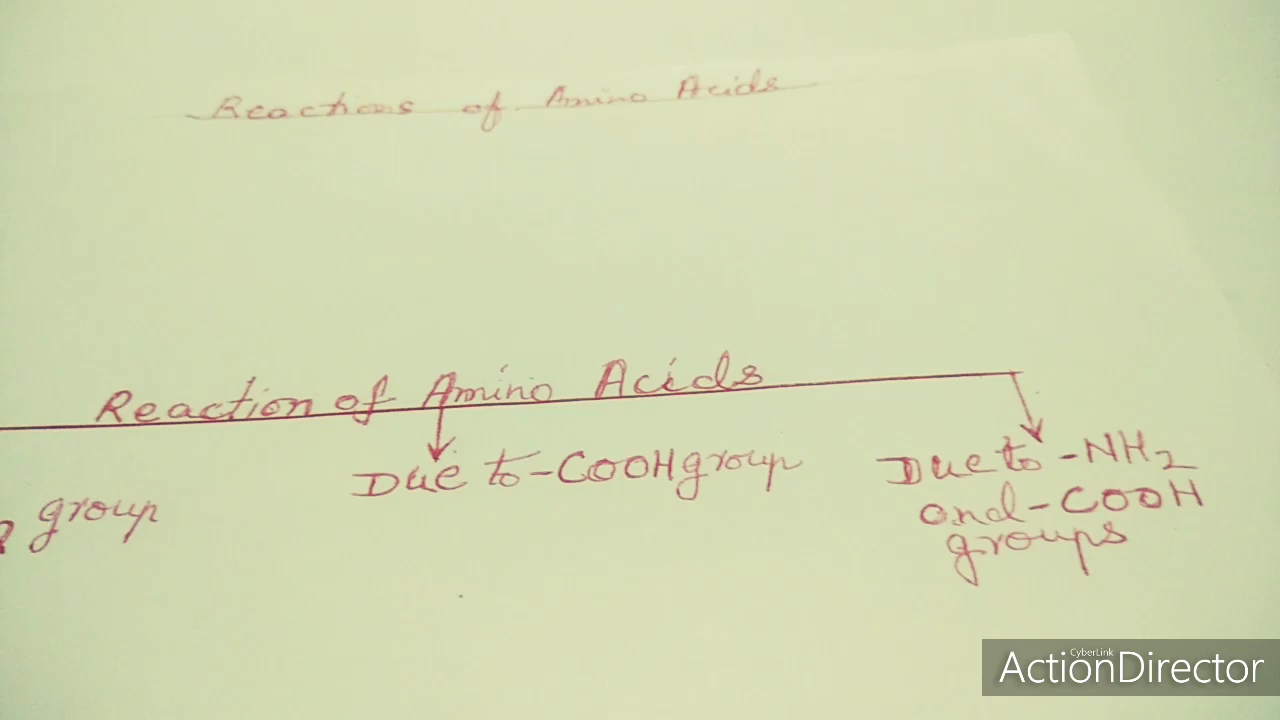 Reactions of Amino Acids
Reaction of Amino Acids
Due to -COOH group
Due to -NH2
and -COOH
groups
group
CyberLink
ActionDirector